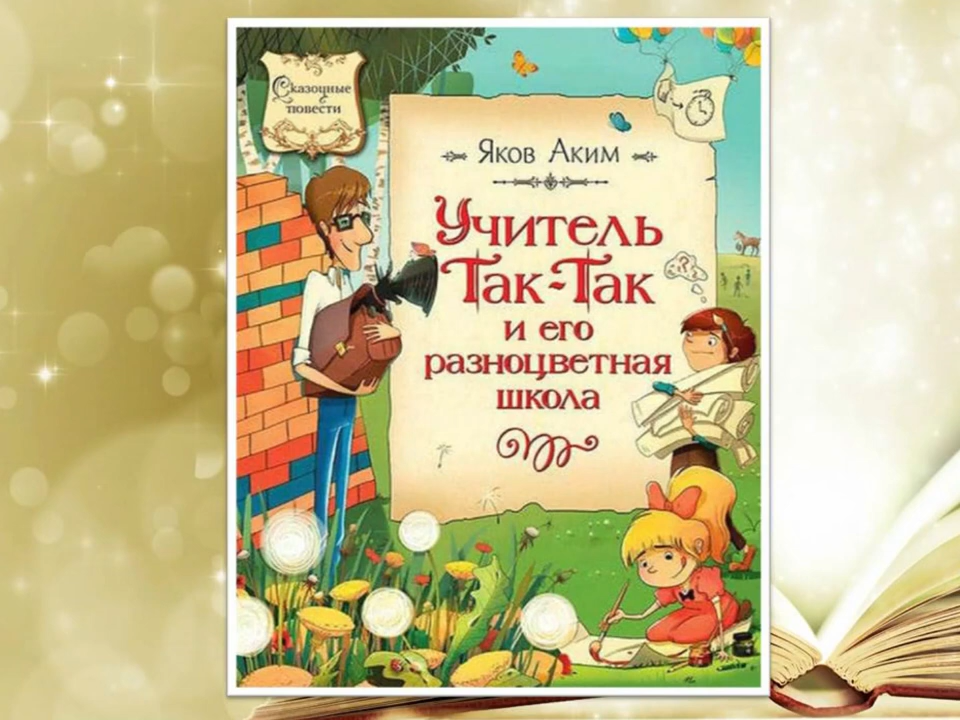 Сказочные
повести
Яков Аким
Учитель
Так-Так
и его
разноцветная
школа